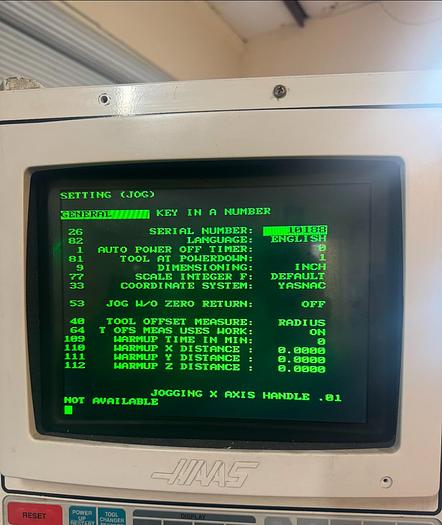 SETTING (JOG)
GENERAL KEY IN A NUMBER
26 SERIAL NUMBER: 10188
82 LANGUAGE: ENGLISH
1 AUTO POWER OFF TIMER: 0
81 TOOL AT POWERDOWN: 1
9 DIMENSIONING: INCH
77 SCALE INTEGER F: DEFAULT
33 COORDINATE SYSTEM: YASNAC
53 JOG W/O ZERO RETURN: OFF
40 TOOL OFFSET MEASURE: RADIUS
64 T OFS MEAS USES WORK: ON
109 WARMUP TIME IN MIN: 0
110 WARMUP X DISTANCE : 0.0000
111 WARMUP Y DISTANCE : 0.0000
112 WARMUP Z DISTANCE : 0.0000
JOGGING X AXIS HANDLE .01
NOT AVAILABLE
HAAS
RESET
POWER UP RESTART
TOOL CHANGER
DISPLAY